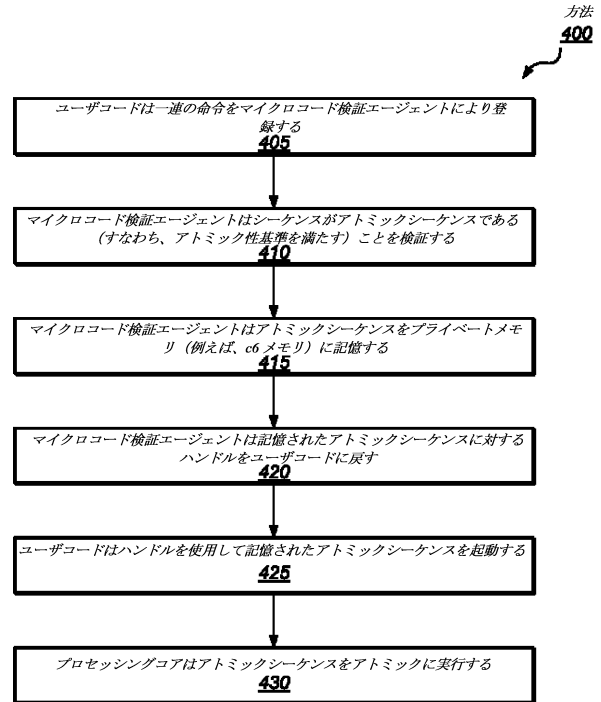 方法
400
ユーザコードは一連の命令をマイクロコード検証エージェントにより登
録する
405
マイクロコード検証エージェントはシーケンスがアトミックシーケンスである
（すなわち、アトミック性基準を満たす）ことを検証する
410
マイクロコード検証エージェントはアトミックシーケンスをプライベートメモ
リ（例えば、c6 メモリ）に記憶する
415
マイクロコード検証エージェントは記憶されたアトミックシーケンスに対する
ハンドルをユーザコードに戻す
420
ユーザコードはハンドルを使用して記憶されたアトミックシーケンスを起動する
425
プロセッシングコアはアトミックシーケンスをアトミックに実行する
430